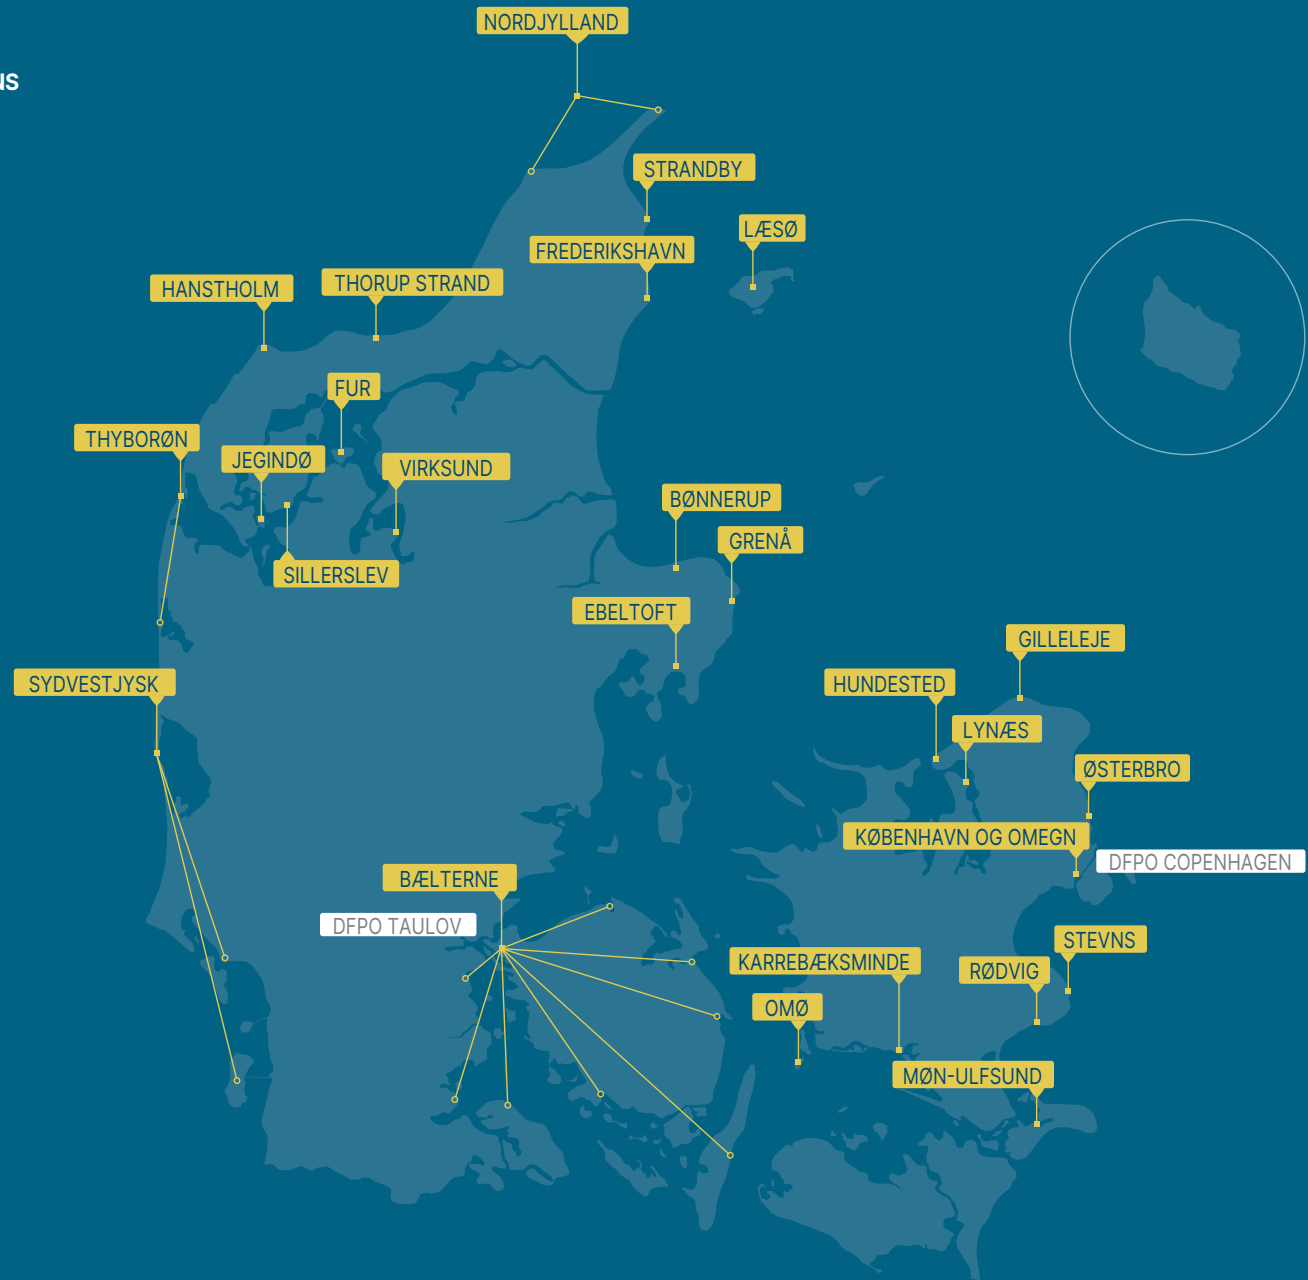 NORDJYLLAND
NS
STRANDBY
LÆSØ
FREDERIKSHAVN
THORUP STRAND
HANSTHOLM
FUR
THYBORØN
JEGINDØ
VIRKSUND
BØNNERUP
GRENÅ
SILLERSLEV
EBELTOFT
GILLELEJE
SYDVESTJYSK
HUNDESTED
LYNÆS
ØSTERBRO
KØBENHAVN OG OMEGN
DFPO COPENHAGEN
BÆLTERNE
DFPO TAULOV
STEVNS
KARREBÆKSMINDE
RØDVIG
OMØ
MØN-ULFSUND